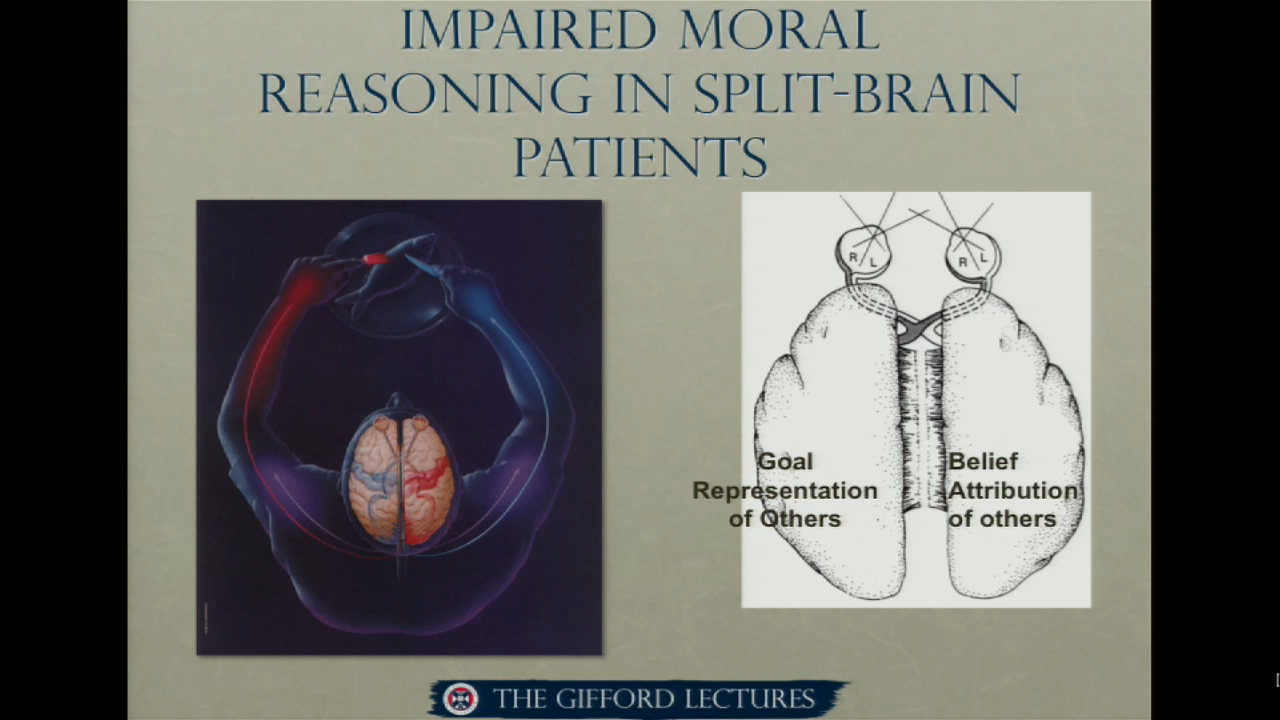 IMPAIRED MORAL
REASONING IN SPLIT-BRAIN
PATIENTS
R L
R L
Goal
Representation
of Others
Belief
Attribution
of others
THE GIFFORD LECTURES